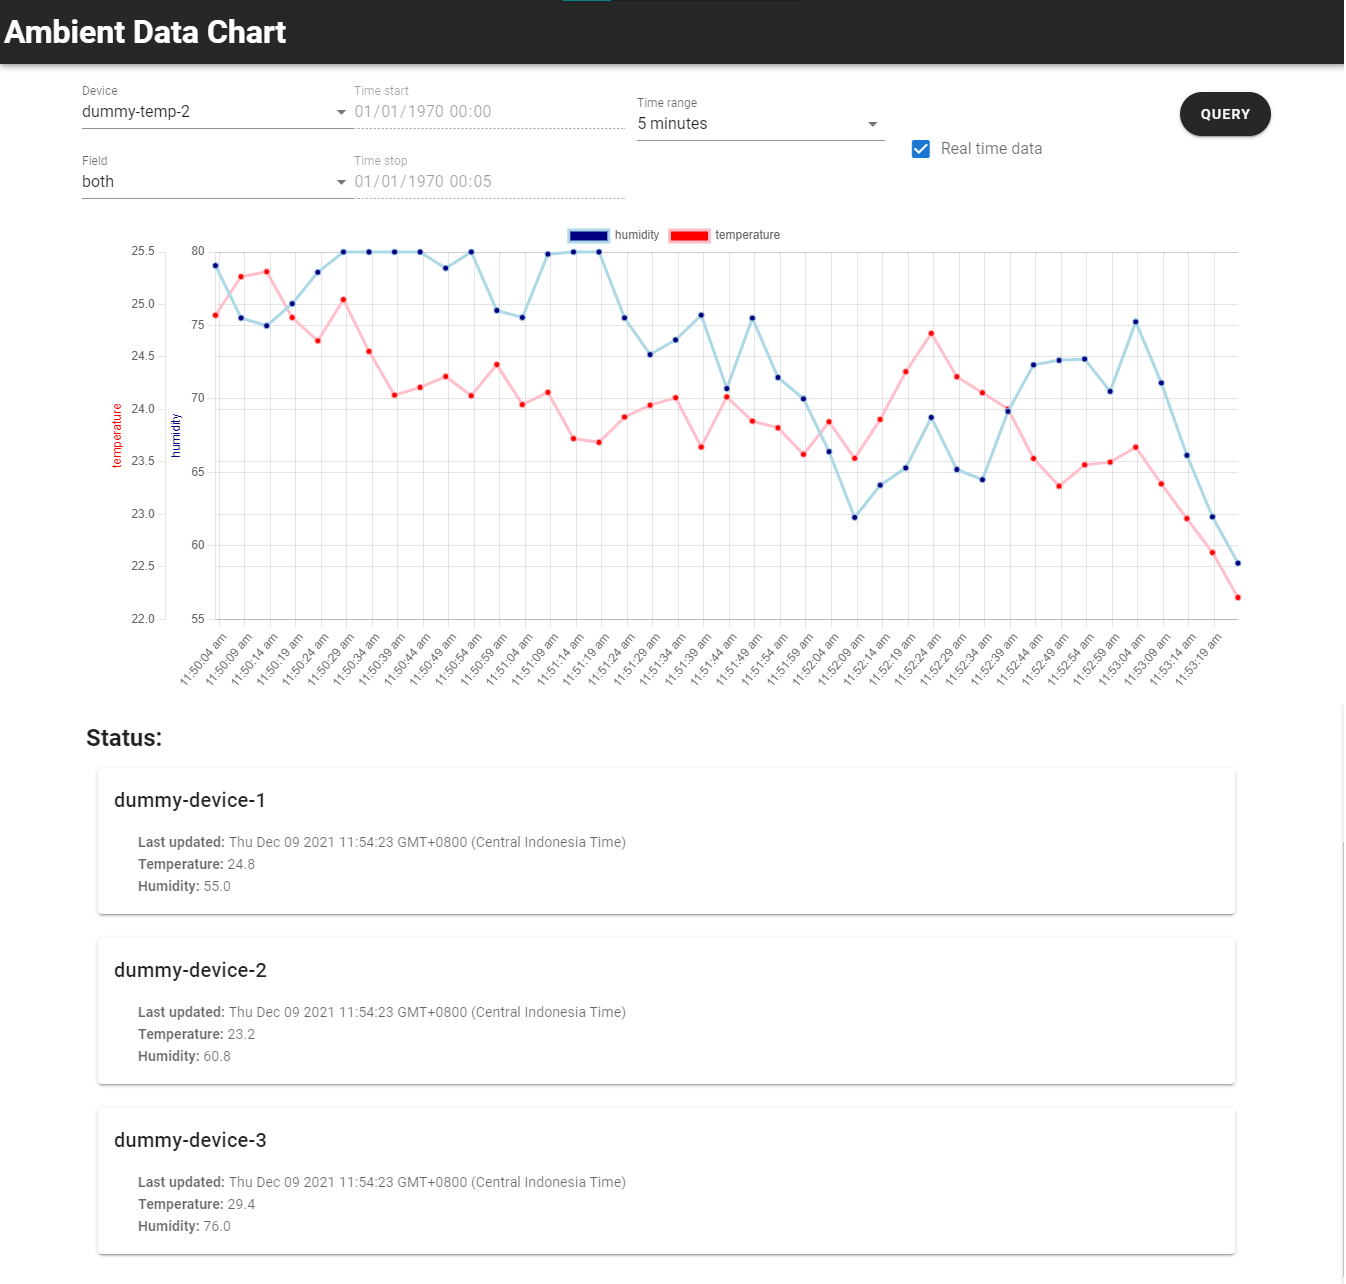 Ambient Data Chart
Device
dummy-temp-2
Time start
01/01/1970 00:00
Time range
5 minutes
QUERY
Real time data
Field
both
Time stop
01/01/1970 00:05
humidity
temperature
25.5
25.0
24.5
24.0
23.5
23.0
22.5
22.0
temperature
80
75
70
65
60
55
humidity
11:50:04 am
11:50:09 am
11:50:14 am
11:50:19 am
11:50:24 am
11:50:29 am
11:50:34 am
11:50:39 am
11:50:44 am
11:50:49 am
11:50:54 am
11:50:59 am
11:51:04 am
11:51:09 am
11:51:14 am
11:51:19 am
11:51:24 am
11:51:29 am
11:51:34 am
11:51:39 am
11:51:44 am
11:51:49 am
11:51:54 am
11:51:59 am
11:52:04 am
11:52:09 am
11:52:14 am
11:52:19 am
11:52:24 am
11:52:29 am
11:52:34 am
11:52:39 am
11:52:44 am
11:52:49 am
11:52:54 am
11:52:59 am
11:53:04 am
11:53:09 am
11:53:14 am
11:53:19 am
Status:
dummy-device-1
Last updated: Thu Dec 09 2021 11:54:23 GMT+0800 (Central Indonesia Time)
Temperature: 24.8
Humidity: 55.0
dummy-device-2
Last updated: Thu Dec 09 2021 11:54:23 GMT+0800 (Central Indonesia Time)
Temperature: 23.2
Humidity: 60.8
dummy-device-3
Last updated: Thu Dec 09 2021 11:54:23 GMT+0800 (Central Indonesia Time)
Temperature: 29.4
Humidity: 76.0